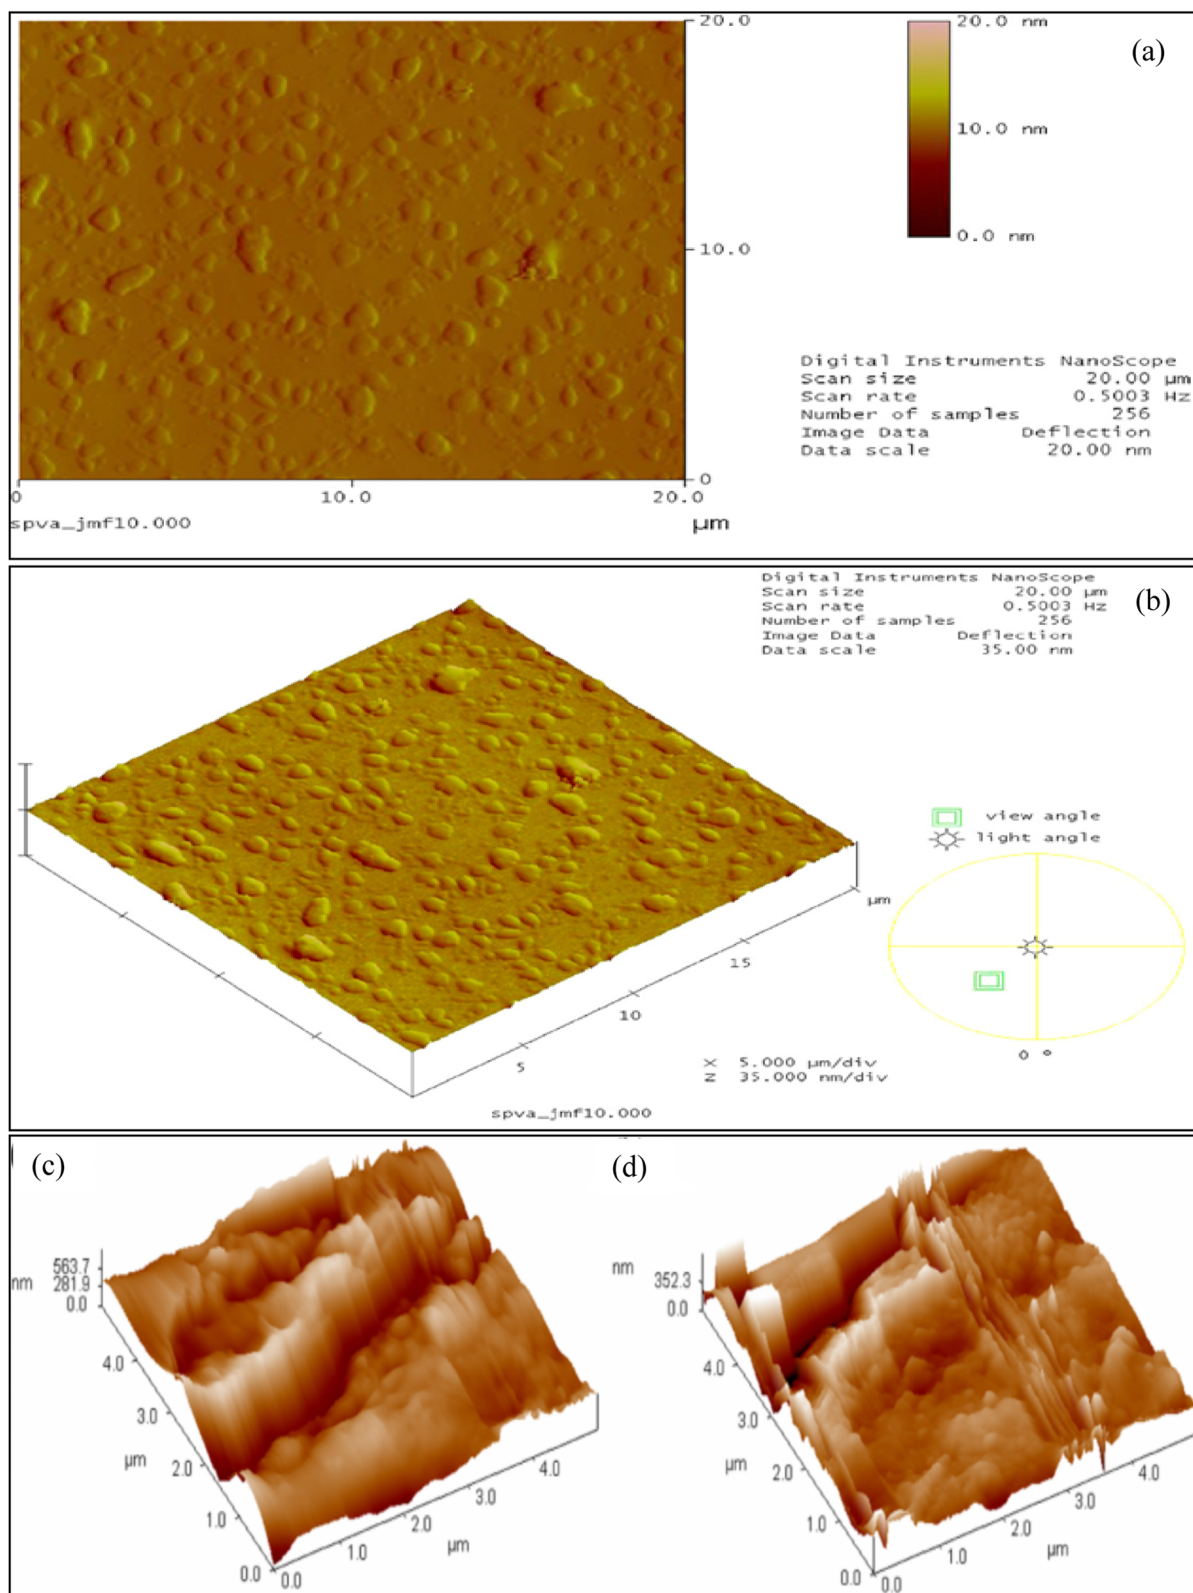 (a)
20.0
10.0
0
0
10.0
20.0
µm
spva_jmf10.000
20.0 nm
10.0 nm
0.0 nm
Digital Instruments NanoScope
Scan size 20.00 µm
Scan rate 0.5003 Hz
Number of samples 256
Image Data Deflection
Data scale 20.00 nm
(b)
Digital Instruments NanoScope
Scan size 20.00 µm
Scan rate 0.5003 Hz
Number of samples 256
Image Data Deflection
Data scale 35.00 nm
view angle
light angle
0 °
µm
15
10
5
X 5.000 µm/div
Z 35.000 nm/div
spva_jmf10.000
(c)
563.7
nm
281.9
0.0
4.0
3.0
µm
2.0
1.0
0.0
0.0
1.0
2.0
µm
3.0
4.0
(d)
nm
352.3
0.0
4.0
3.0
µm
2.0
1.0
0.0
0.0
1.0
2.0
µm
3.0
4.0